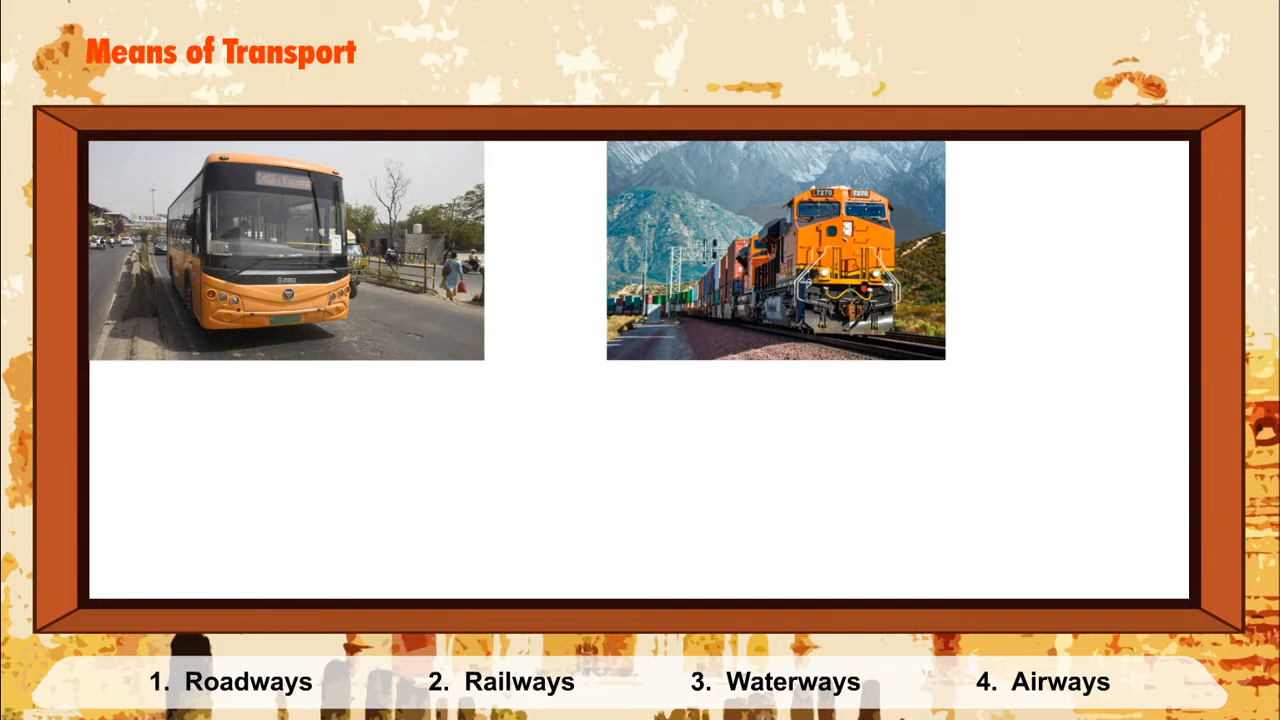 Means of Transport
7270 7270
1. Roadways 2. Railways 3. Waterways 4. Airways